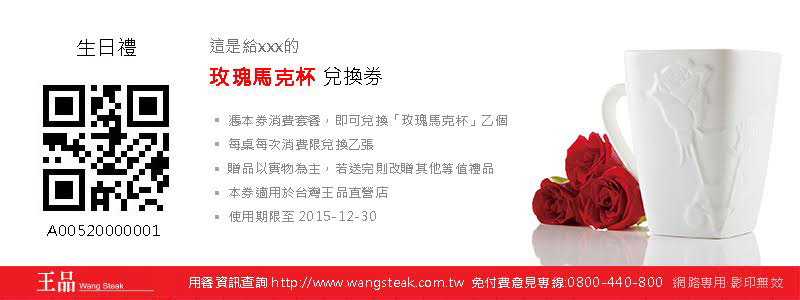 生日禮
A00520000001
這是給xxx的
玫瑰馬克杯 兌換券
憑本券消費套餐，即可兌換「玫瑰馬克杯」乙個
每桌每次消費限兌換乙張
贈品以實物為主，若送完則改贈其他等值禮品
本券適用於台灣王品直營店
使用期限至 2015-12-30
王品 Wang Steak
用餐資訊查詢 http://www.wangsteak.com.tw 免付費意見專線:0800-440-800 網路專用 影印無效